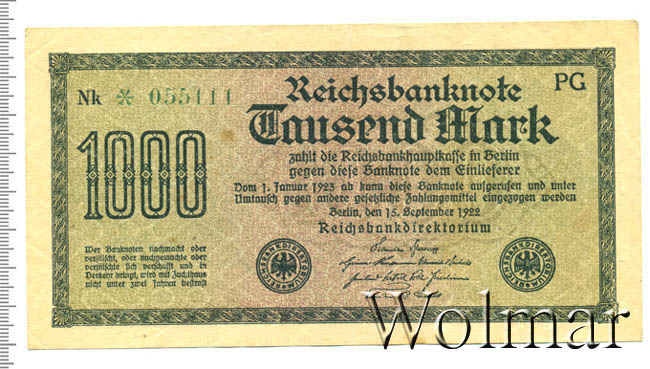 Nk * 055111
PG
Reichsbanknote
Tausend Mark
1000
zahlt die Reichsbankhauptkasse in Berlin
gegen diese Banknote dem Einlieferer
Vom 1. Januar 1923 ab kann diese Banknote aufgerufen und unter
Umtausch gegen andere gesetzliche Zahlungsmittel eingezogen werden
Berlin, den 15. September 1922
Reichsbankdirektorium
Wer Banknoten nachmacht oder
verfälscht, oder nachgemachte oder
verfälschte sich verschafft und in
Verkehr bringt, wird mit Zuchthaus
nicht unter zwei Jahren bestraft
REICHSBANKDIREKTORIUM
REICHSBANKDIREKTORIUM
Wolmar